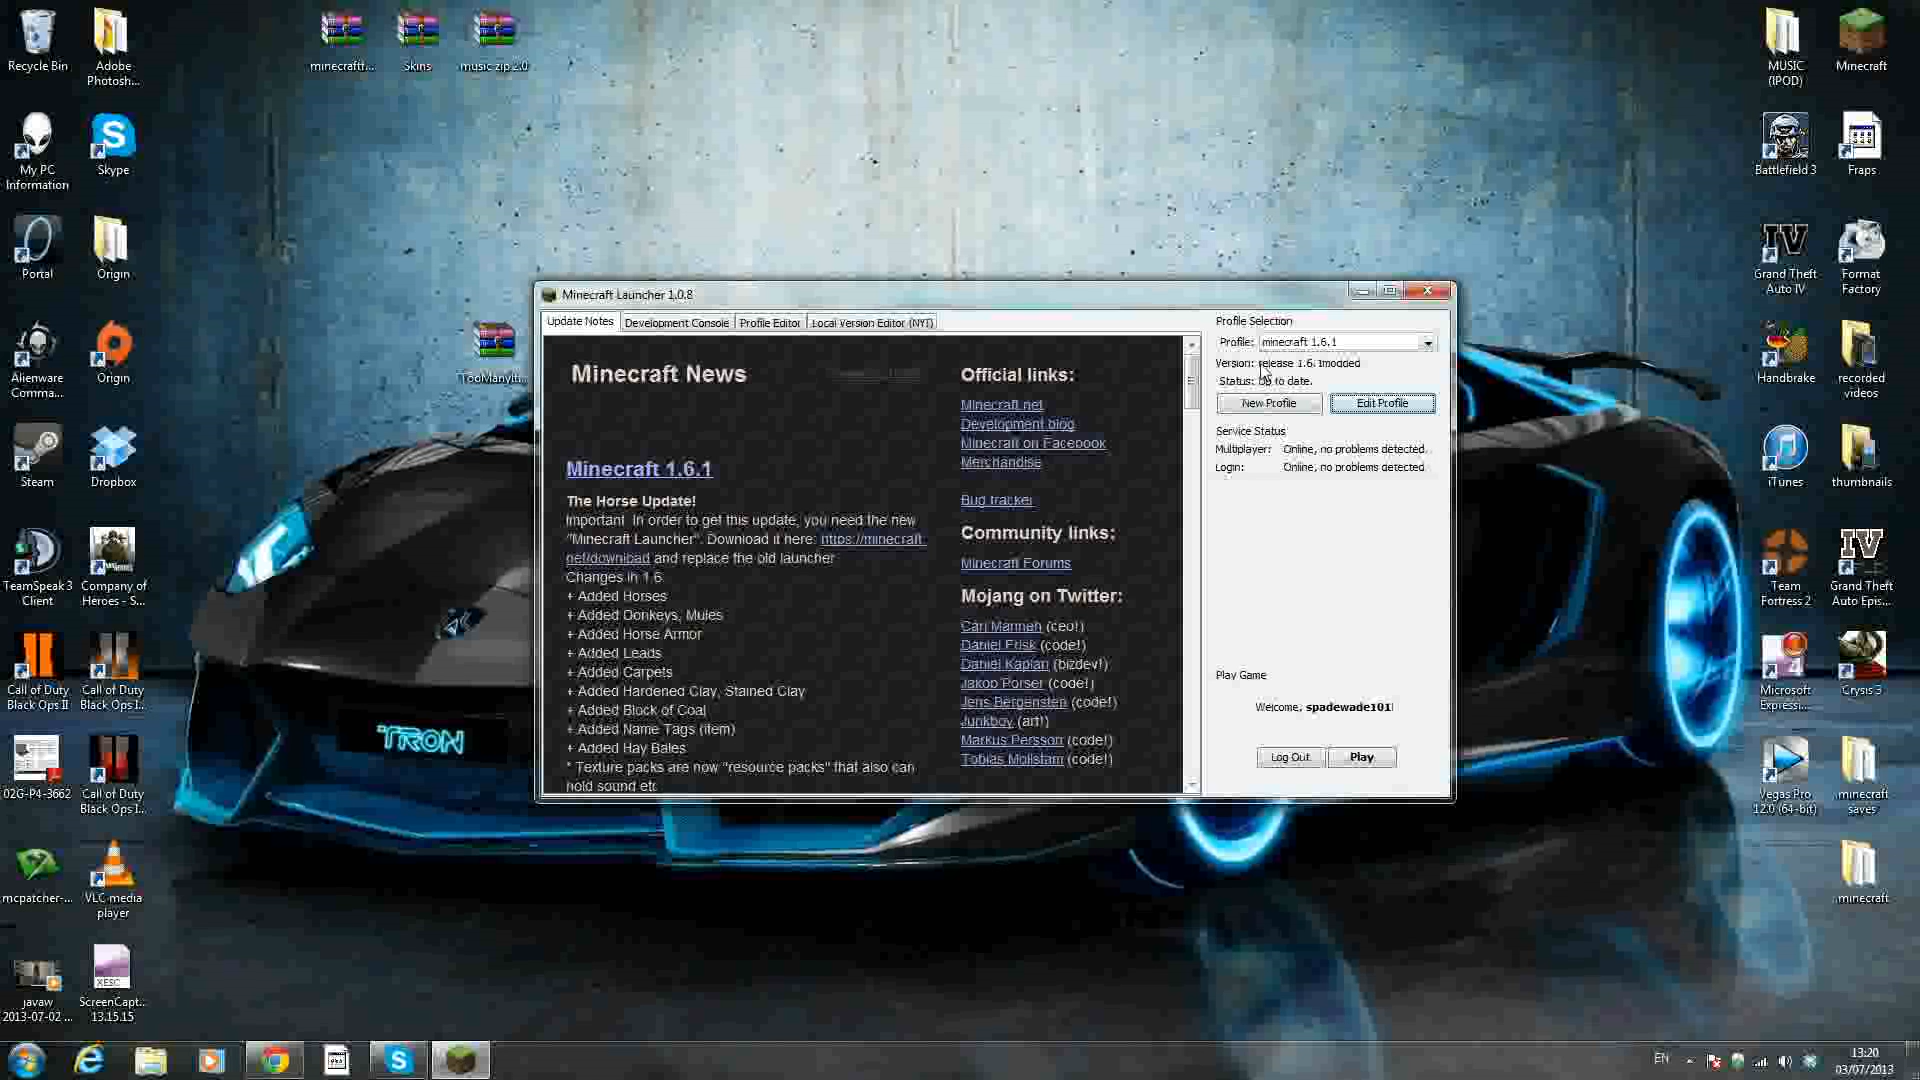 Recycle Bin
Adobe
Photosh...
minecraftf...
Skins
music zip 2.0
MUSIC
(IPOD)
Minecraft
My PC
Information
Skype
Battlefield 3
Fraps
Portal
Origin
Grand Theft
Auto IV
Format
Factory
Alienware
Comma...
Origin
TooManyIt...
Handbrake
recorded
videos
Steam
Dropbox
iTunes
thumbnails
TeamSpeak 3
Client
Company of
Heroes - S...
Team
Fortress 2
Grand Theft
Auto Epis...
Call of Duty
Black Ops II
Call of Duty
Black Ops I...
Microsoft
Expressi...
Crysis 3
02G-P4-3662
Call of Duty
Black Ops I...
Vegas Pro
12.0 (64-bit)
minecraft
saves
mcpatcher-...
VLC media
player
.minecraft
javaw
2013-07-02 ...
XESC
ScreenCapt...
13.15.15
TRON
Minecraft Launcher 1.0.8
Update Notes
Development Console
Profile Editor
Local Version Editor (NYI)
Minecraft News
Minecraft 1.6.1
The Horse Update!
Important: In order to get this update, you need the new
"Minecraft Launcher". Download it here: https://minecraft.
net/download and replace the old launcher
Changes in 1.6:
+ Added Horses
+ Added Donkeys, Mules
+ Added Horse Armor
+ Added Leads
+ Added Carpets
+ Added Hardened Clay, Stained Clay
+ Added Block of Coal
+ Added Name Tags (item)
+ Added Hay Bales
* Texture packs are now "resource packs" that also can
hold sound etc
Official links:
Minecraft.net
Development blog
Minecraft on Facebook
Merchandise
Bug tracker
Community links:
Minecraft Forums
Mojang on Twitter:
Carl Manneh (ceo!)
Daniel Frisk (code!)
Daniel Kaplan (bizdev!)
Jakob Porser (code!)
Jens Bergensten (code!)
Junkboy (art!)
Markus Persson (code!)
Tobias Mollstam (code!)
Profile Selection
Profile: minecraft 1.6.1
Version: release 1.6.1modded
Status: Up to date.
New Profile
Edit Profile
Service Status
Multiplayer: Online, no problems detected.
Login: Online, no problems detected.
Play Game
Welcome, spadewade101!
Log Out
Play
EN
13:20
03/07/2013